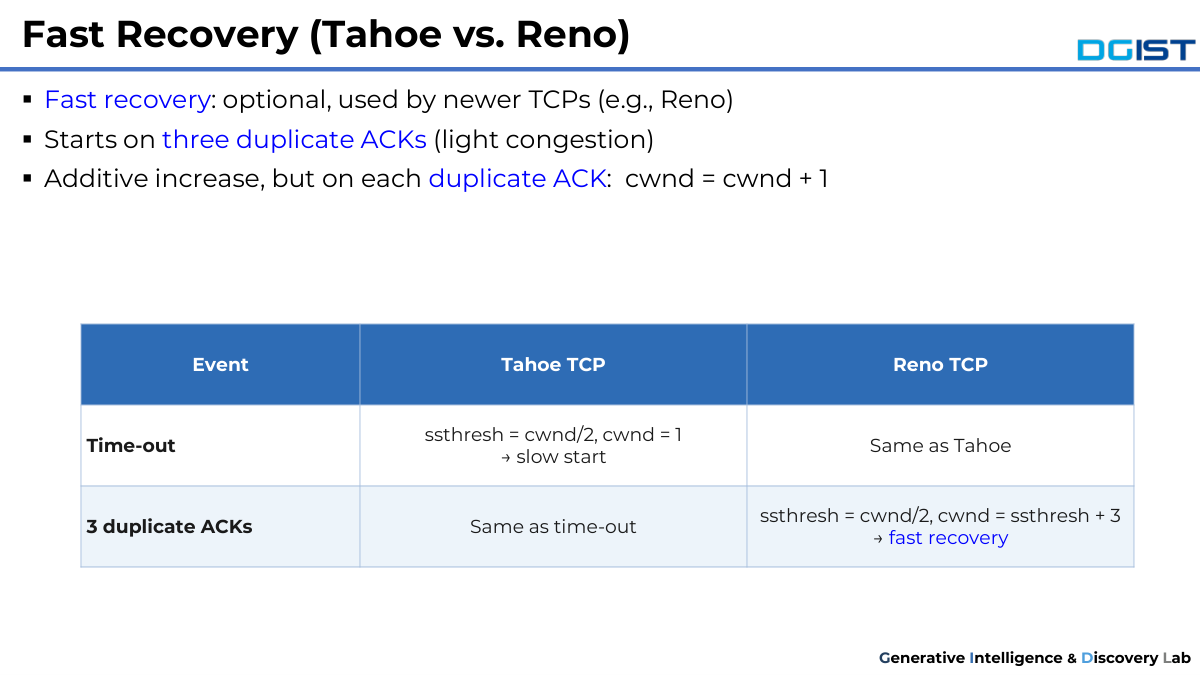 Fast Recovery (Tahoe vs. Reno)
DGIST
▪ Fast recovery: optional, used by newer TCPs (e.g., Reno)
▪ Starts on three duplicate ACKs (light congestion)
▪ Additive increase, but on each duplicate ACK:  cwnd = cwnd + 1
Event
Tahoe TCP
Reno TCP
Time-out
ssthresh = cwnd/2, cwnd = 1
→ slow start
Same as Tahoe
3 duplicate ACKs
Same as time-out
ssthresh = cwnd/2, cwnd = ssthresh + 3
→ fast recovery
Generative Intelligence & Discovery Lab